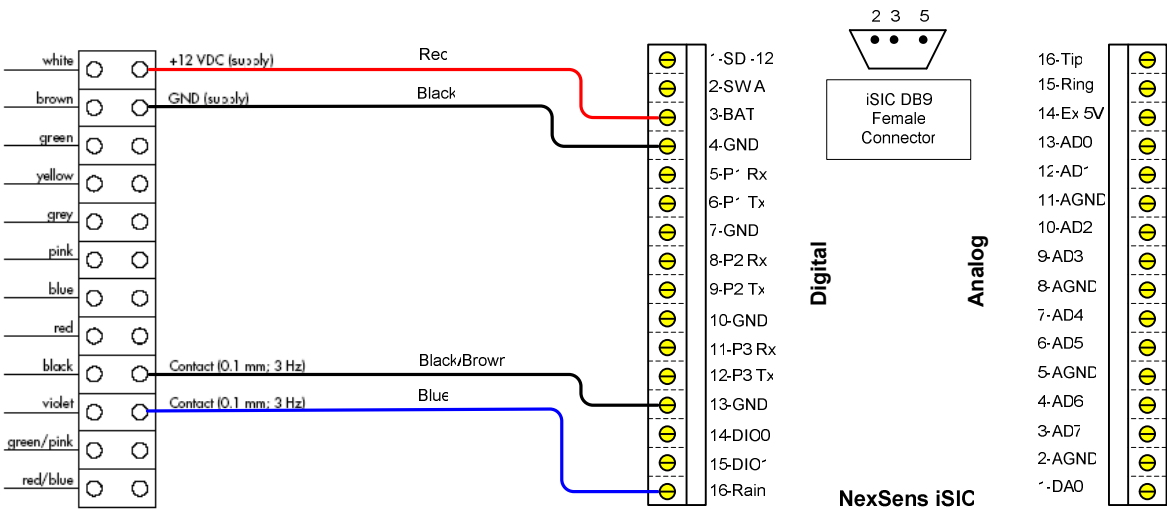 white
brown
green
yellow
grey
pink
blue
red
black
violet
green/pink
red/blue
+12 VDC (supply)
GND (supply)
Contact (0.1 mm; 3 Hz)
Contact (0.1 mm; 3 Hz)
Red
Black
Black/Brown
Blue
1-SDI-12
2-SWA
3-BAT
4-GND
5-P1 Rx
6-P1 Tx
7-GND
8-P2 Rx
9-P2 Tx
10-GND
11-P3 Rx
12-P3 Tx
13-GND
14-DIO0
15-DIO1
16-Rain
2 3 5
iSIC DB9
Female
Connector
Digital
Analog
NexSens iSIC
16-Tip
15-Ring
14-Ex 5V
13-AD0
12-AD1
11-AGND
10-AD2
9-AD3
8-AGND
7-AD4
6-AD5
5-AGND
4-AD6
3-AD7
2-AGND
1-DA0